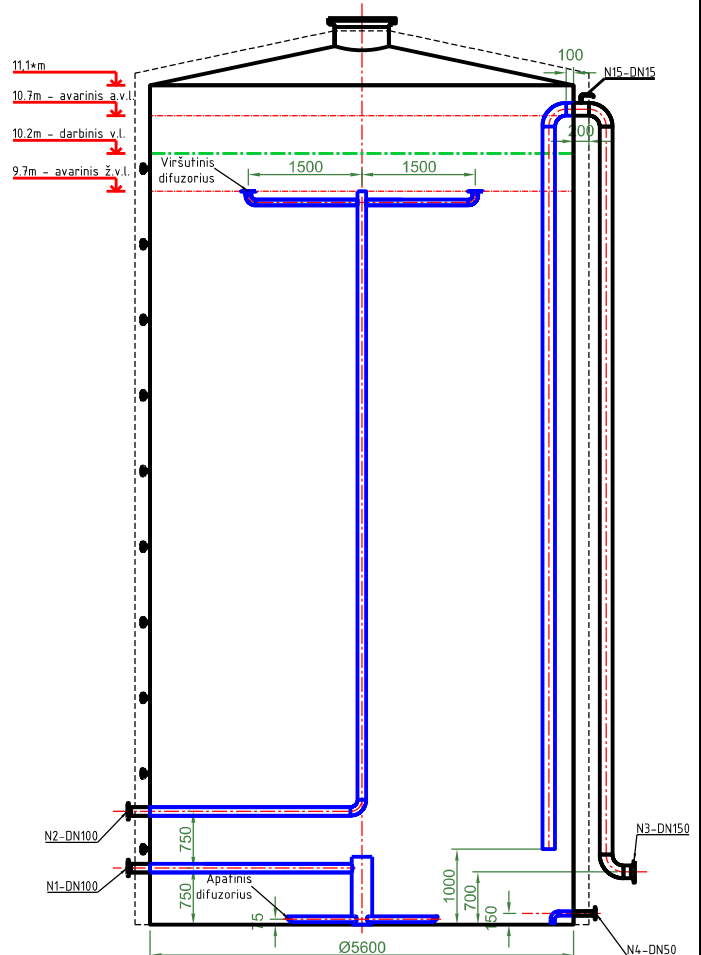 11,1*m
10.7m - avarinis a.v.l.
10.2m - darbinis v.l.
9.7m - avarinis ž.v.l.
100
N15-DN15
200
Viršutinis
difuzorius
1500
1500
N2-DN100
750
N1-DN100
750
Apatinis
difuzorius
75
1000
700
150
N3-DN150
N4-DN50
Ø5600